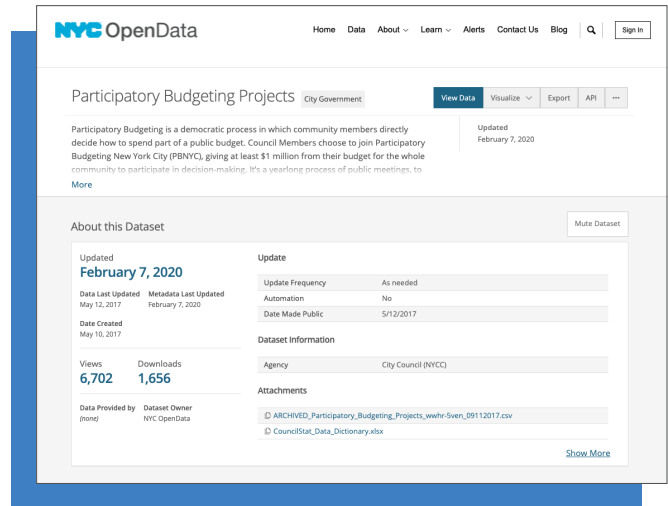 NYC OpenData
Home Data About Learn Alerts Contact Us Blog Sign In
Participatory Budgeting Projects City Government
View Data Visualize Export API ...
Participatory Budgeting is a democratic process in which community members directly
decide how to spend part of a public budget. Council Members choose to join Participatory
Budgeting New York City (PBNYC), giving at least $1 million from their budget for the whole
community to participate in decision-making. It's a yearlong process of public meetings, to
More
Updated
February 7, 2020
About this Dataset
Mute Dataset
Updated
February 7, 2020
Data Last Updated Metadata Last Updated
May 12, 2017 February 7, 2020
Date Created
May 10, 2017
Views Downloads
6,702 1,656
Data Provided by Dataset Owner
(none) NYC OpenData
Update
Update Frequency As needed
Automation No
Date Made Public 5/12/2017
Dataset Information
Agency City Council (NYCC)
Attachments
ARCHIVED_Participatory_Budgeting_Projects_wwhr-5ven_09112017.csv
CouncilStat_Data_Dictionary.xlsx
Show More